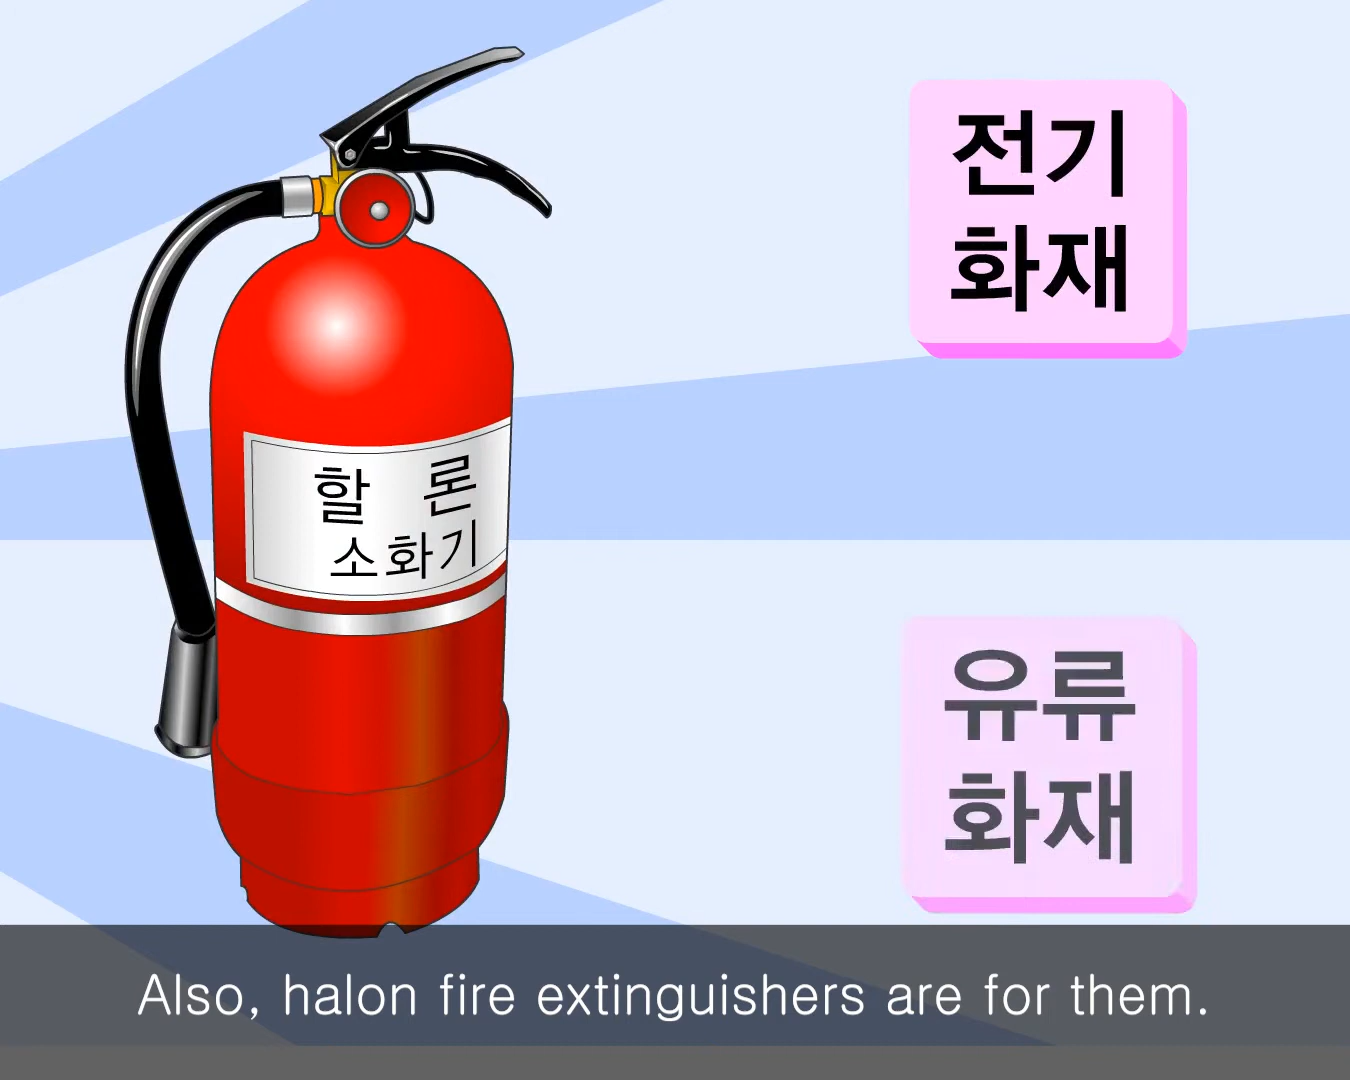 전기
화재
할 론
소화기
유류
화재
Also, halon fire extinguishers are for them.